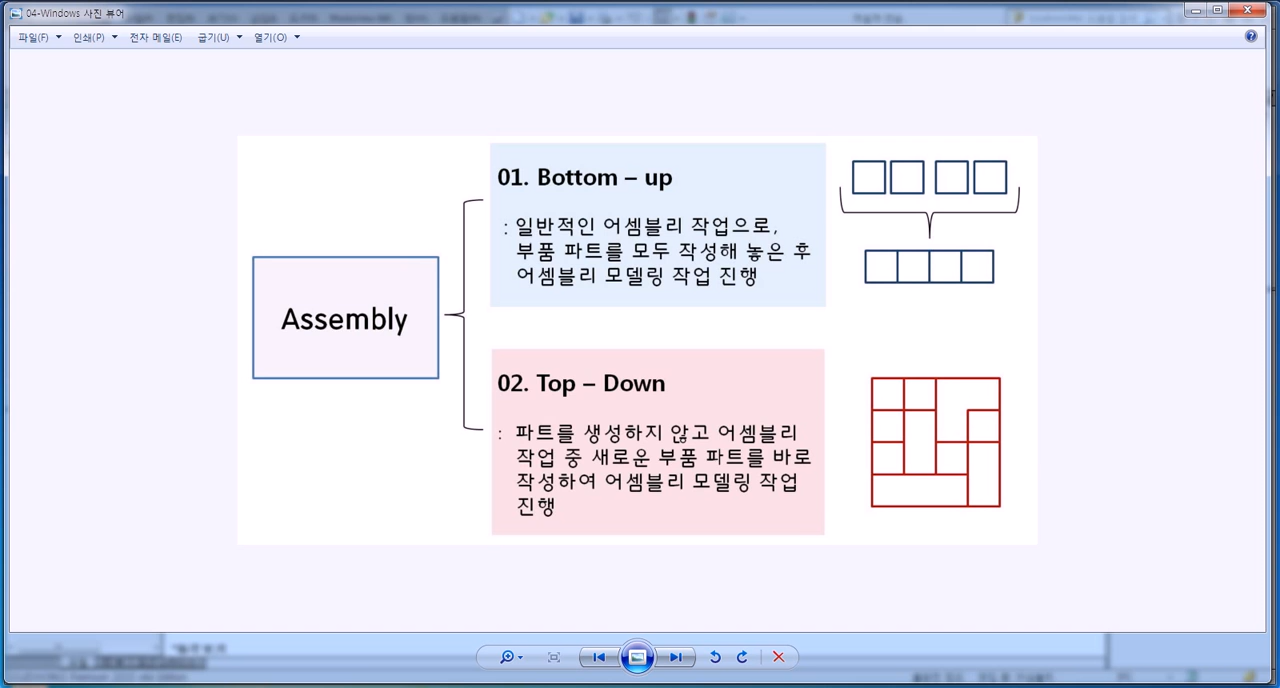 04-Windows 사진 뷰어
파일(F) 인쇄(P) 전자 메일(E) 굽기(U) 열기(O)
Assembly
01. Bottom – up
: 일반적인 어셈블리 작업으로,
부품 파트를 모두 작성해 놓은 후
어셈블리 모델링 작업 진행
02. Top – Down
: 파트를 생성하지 않고 어셈블리
작업 중 새로운 부품 파트를 바로
작성하여 어셈블리 모델링 작업
진행